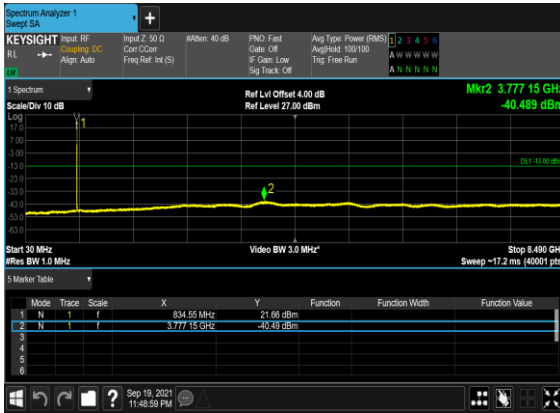 Spectrum Analyzer 1
Swept SA
+
KEYSIGHT Input: RF Input Z: 50 Ω #Atten: 40 dB PNO: Fast Avg Type: Power (RMS) 1 2 3 4 5 6
RL Coupling: DC Corr CCorr Gate: Off Avg|Hold: 100/100 A W W W W W
Align: Auto Freq Ref: Int (S) IF Gain: Low Trig: Free Run
Sig Track: Off A N N N N N
1 Spectrum Ref Lvl Offset 4.00 dB Mkr2 3.777 15 GHz
Scale/Div 10 dB Ref Level 27.00 dBm -40.489 dBm
Log
17.0
7.00
-3.00
-13.0
-23.0
-33.0
-43.0
-53.0
-63.0
1
2
DL1 -13.00 dBm
Start 30 MHz Video BW 3.0 MHz* Stop 8.490 GHz
#Res BW 1.0 MHz Sweep ~17.2 ms (40001 pts)
5 Marker Table
Mode Trace Scale X Y Function Function Width Function Value
1 N 1 f 834.55 MHz 21.66 dBm
2 N 1 f 3.777 15 GHz -40.49 dBm
3
4
5
6
? Sep 19, 2021
11:48:59 PM